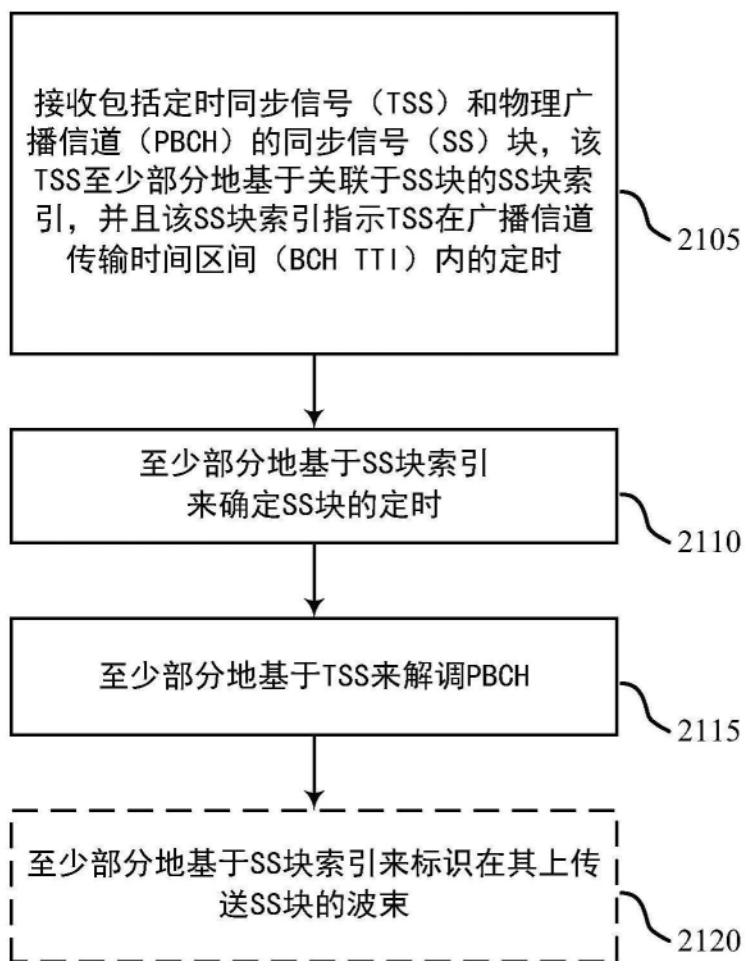 接收包括定时同步信号（TSS）和物理广
播信道（PBCH）的同步信号（SS）块，该
TSS至少部分地基于关联于SS块的SS块索
引，并且该SS块索引指示TSS在广播信道
传输时间区间（BCH TTI）内的定时
2105
至少部分地基于SS块索引
来确定SS块的定时
2110
至少部分地基于TSS来解调PBCH
2115
至少部分地基于SS块索引来标识在其上传
送SS块的波束
2120